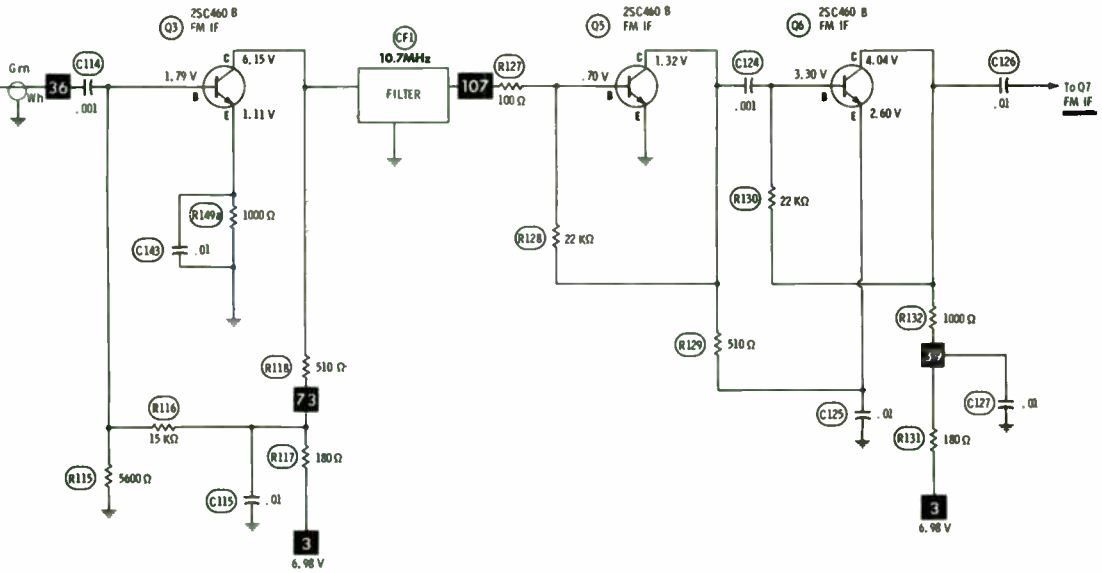 Q3 2SC460 B
FM IF
Q5 2SC460 B
FM IF
Q6 2SC460 B
FM IF
Grn
Wh
36
C114
.001
1.79 V
B
C
6.15 V
E
1.11 V
CF1
10.7MHz
FILTER
107
R127
100 Ω
.70 V
B
C
1.32 V
E
C124
.001
3.30 V
B
C
4.04 V
E
2.60 V
C126
.01
To Q7
FM IF
R149a
1000 Ω
C143
.01
R128
22 KΩ
R130
22 KΩ
R118
510 Ω
73
R116
15 KΩ
R115
5600 Ω
C115
.01
R117
180 Ω
3
6.98 V
R129
510 Ω
C125
.01
R132
1000 Ω
C127
.01
R131
180 Ω
3
6.98 V